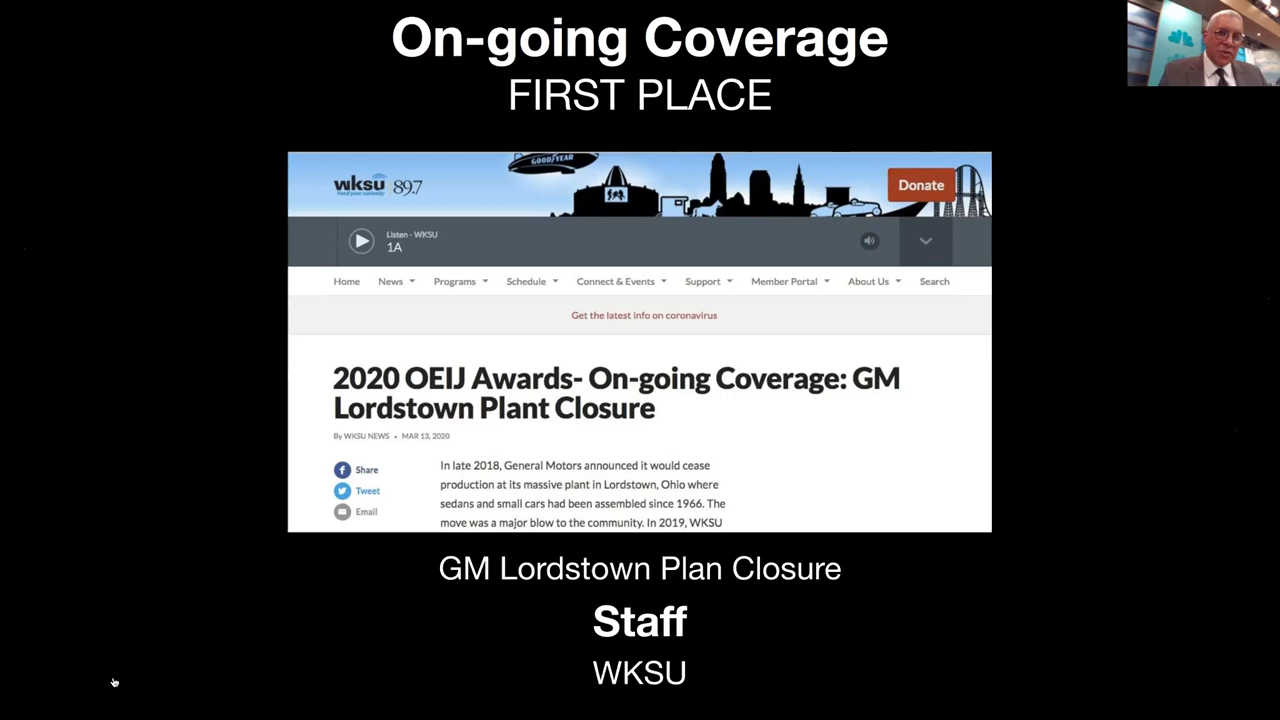 On-going Coverage
FIRST PLACE
GOODYEAR
wksu 89.7
Feed your curiosity
Donate
Listen - WKSU
1A
Home News Programs Schedule Connect & Events Support Member Portal About Us Search
Get the latest info on coronavirus
2020 OEIJ Awards- On-going Coverage: GM
Lordstown Plant Closure
By WKSU NEWS • MAR 13, 2020
Share
Tweet
Email
In late 2018, General Motors announced it would cease
production at its massive plant in Lordstown, Ohio where
sedans and small cars had been assembled since 1966. The
move was a major blow to the community. In 2019, WKSU
GM Lordstown Plan Closure
Staff
WKSU